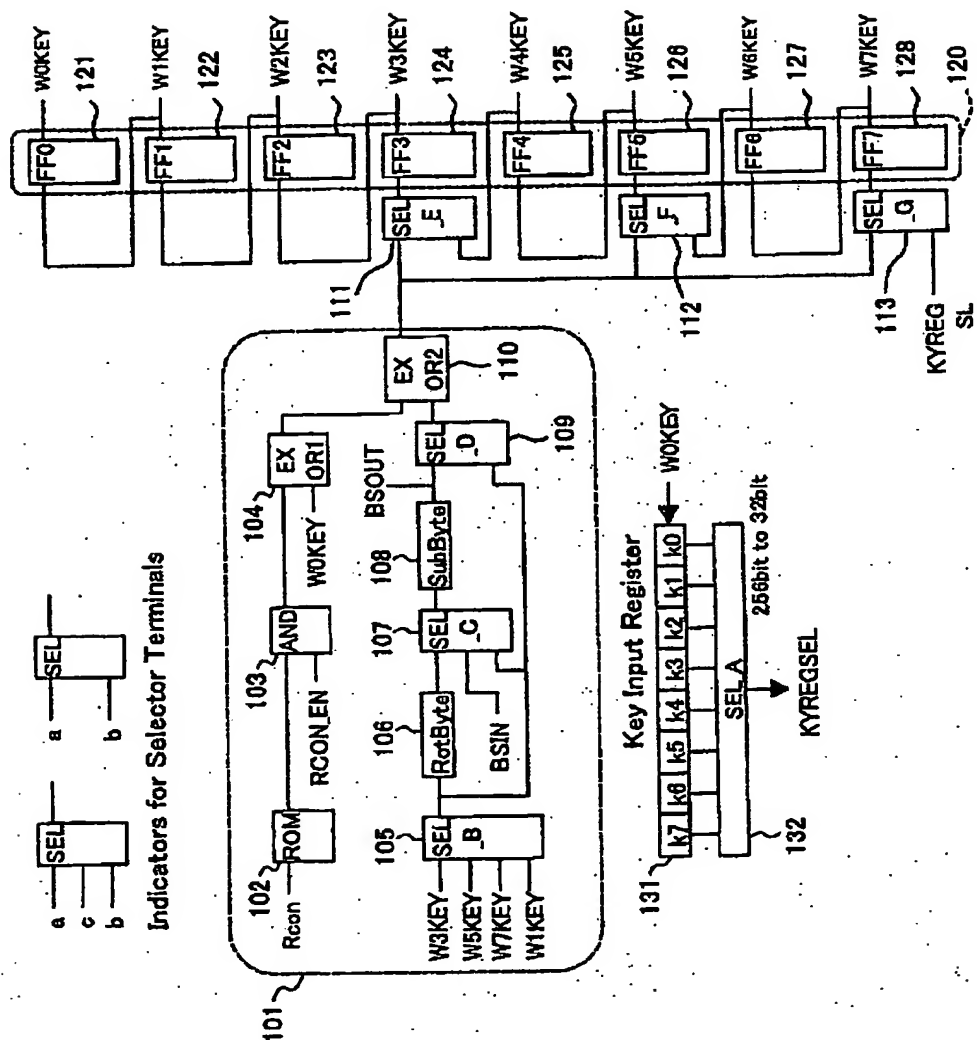 a
c
b
SEL
a
b
SEL
Indicators for Selector Terminals
101
Rcon
102
ROM
103
AND
RCON_EN
104
EX
OR1
W0KEY
W3KEY
W5KEY
W7KEY
W1KEY
105
SEL
_B
106
RotByte
BSIN
107
SEL
_C
108
SubByte
BSOUT
SEL
_D
109
EX
OR2
110
111
SEL
_E
SEL
_F
112
SEL
_G
113
KYREG
SL
FF0
W0KEY
121
FF1
W1KEY
122
FF2
W2KEY
123
FF3
W3KEY
124
FF4
W4KEY
125
FF5
W5KEY
126
FF6
W6KEY
127
FF7
W7KEY
128
120
Key Input Register
131
k7 k6 k5 k4 k3 k2 k1 k0
W0KEY
132
SEL_A
256bit to 32bit
KYREGSEL